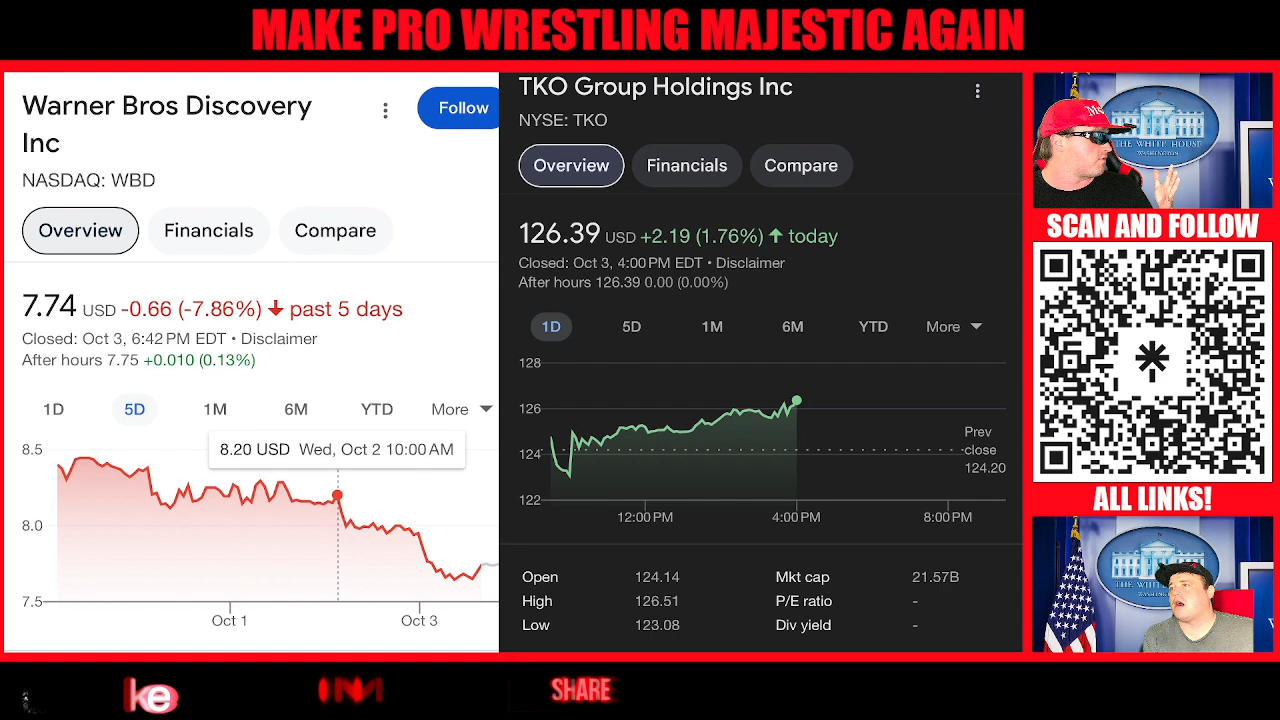 MAKE PRO WRESTLING MAJESTIC AGAIN
Warner Bros Discovery
Inc
Follow
NASDAQ: WBD
Overview
Financials
Compare
7.74 USD -0.66 (-7.86%) past 5 days
Closed: Oct 3, 6:42 PM EDT • Disclaimer
After hours 7.75 +0.010 (0.13%)
1D 5D 1M 6M YTD More
8.20 USD Wed, Oct 2 10:00 AM
8.5
8.0
7.5
Oct 1 Oct 3
TKO Group Holdings Inc
NYSE: TKO
Overview
Financials
Compare
126.39 USD +2.19 (1.76%) today
Closed: Oct 3, 4:00 PM EDT • Disclaimer
After hours 126.39 0.00 (0.00%)
1D 5D 1M 6M YTD More
128
126
124
122
Prev
close
124.20
12:00 PM 4:00 PM 8:00 PM
Open 124.14 Mkt cap 21.57B
High 126.51 P/E ratio -
Low 123.08 Div yield -
THE WHITE HOUSE
WASHINGTON
SCAN AND FOLLOW
ALL LINKS!
THE WH
ke
SHARE